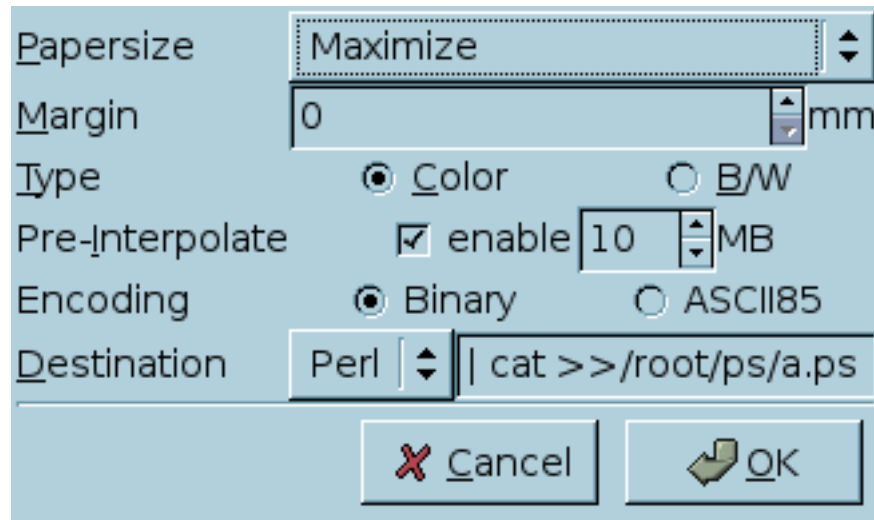 Papersize Maximize
Margin 0 mm
Type Color B/W
Pre-Interpolate enable 10 MB
Encoding Binary ASCII85
Destination Perl | cat >>/root/ps/a.ps
Cancel OK